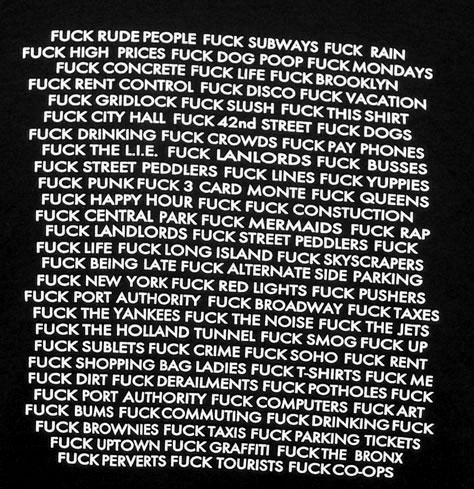 FUCK RUDE PEOPLE FUCK SUBWAYS FUCK RAIN
FUCK HIGH PRICES FUCK DOG POOP FUCK MONDAYS
FUCK CONCRETE FUCK LIFE FUCK BROOKLYN
FUCK RENT CONTROL FUCK DISCO FUCK VACATION
FUCK GRIDLOCK FUCK SLUSH FUCK THIS SHIRT
FUCK CITY HALL FUCK 42nd STREET FUCK DOGS
FUCK DRINKING FUCK CROWDS FUCK PAY PHONES
FUCK THE L.I.E. FUCK LANLORDS FUCK BUSSES
FUCK STREET PEDDLERS FUCK LINES FUCK YUPPIES
FUCK PUNK FUCK 3 CARD MONTE FUCK QUEENS
FUCK HAPPY HOUR FUCK FUCK CONSTUCTION
FUCK CENTRAL PARK FUCK MERMAIDS FUCK RAP
FUCK LANDLORDS FUCK STREET PEDDLERS FUCK
FUCK LIFE FUCK LONG ISLAND FUCK SKYSCRAPERS
FUCK BEING LATE FUCK ALTERNATE SIDE PARKING
FUCK NEW YORK FUCK RED LIGHTS FUCK PUSHERS
FUCK PORT AUTHORITY FUCK BROADWAY FUCK TAXES
FUCK THE YANKEES FUCK THE NOISE FUCK THE JETS
FUCK THE HOLLAND TUNNEL FUCK SMOG FUCK UP
FUCK SUBLETS FUCK CRIME FUCK SOHO FUCK RENT
FUCK SHOPPING BAG LADIES FUCK T-SHIRTS FUCK ME
FUCK DIRT FUCK DERAILMENTS FUCK POTHOLES FUCK
FUCK PORT AUTHORITY FUCK COMPUTERS FUCK ART
FUCK BUMS FUCK COMMUTING FUCK DRINKING FUCK
FUCK BROWNIES FUCK TAXIS FUCK PARKING TICKETS
FUCK UPTOWN FUCK GRAFFITI FUCK THE BRONX
FUCK PERVERTS FUCK TOURISTS FUCK CO-OPS